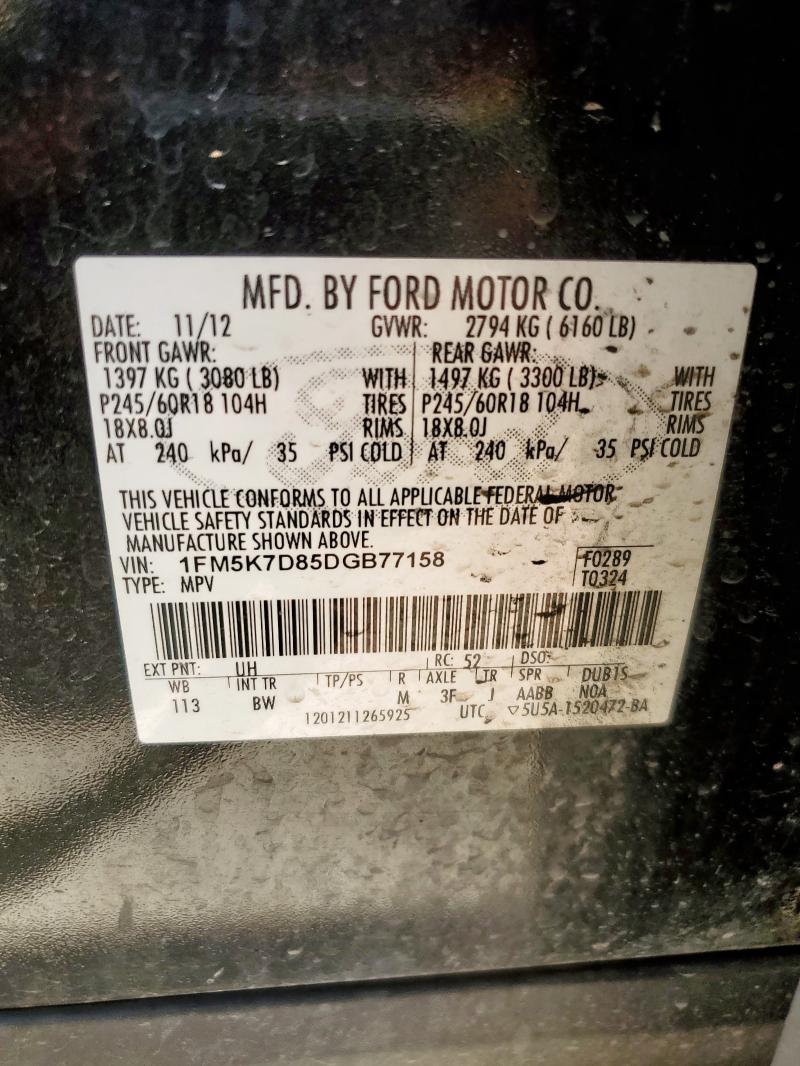 MFD. BY FORD MOTOR CO.
DATE: 11/12 GVWR: 2794 KG ( 6160 LB)
FRONT GAWR: REAR GAWR:
1397 KG ( 3080 LB) WITH 1497 KG ( 3300 LB) WITH
P245/60R18 104H TIRES P245/60R18 104H TIRES
18X8.0J RIMS 18X8.0J RIMS
AT 240 kPa/ 35 PSI COLD AT 240 kPa/ 35 PSI COLD
THIS VEHICLE CONFORMS TO ALL APPLICABLE FEDERAL MOTOR
VEHICLE SAFETY STANDARDS IN EFFECT ON THE DATE OF
MANUFACTURE SHOWN ABOVE.
VIN: 1FM5K7D85DGB77158 F0289
TYPE: MPV T0324
EXT PNT: UH RC: 52 DSO:
WB INT TR TP/PS R AXLE TR SPR DUB1S
113 BW M 3F J AABB N0A
1201211265925 UTC ▽5U5A-1520472-BA